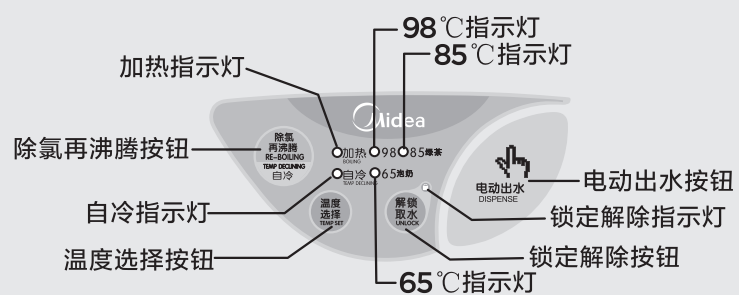 98℃指示灯
85℃指示灯
加热指示灯
Midea
除氯再沸腾按钮
除氯
再沸腾
RE-BOILING
TEMP DECLINING
自冷
加热 98 85绿茶
BOILING
自冷 65泡奶
TEMP DECLINING
电动出水
DISPENSE
电动出水按钮
自冷指示灯
温度
选择
TEMP SET
解锁
取水
UNLOCK
锁定解除指示灯
温度选择按钮
锁定解除按钮
65℃指示灯